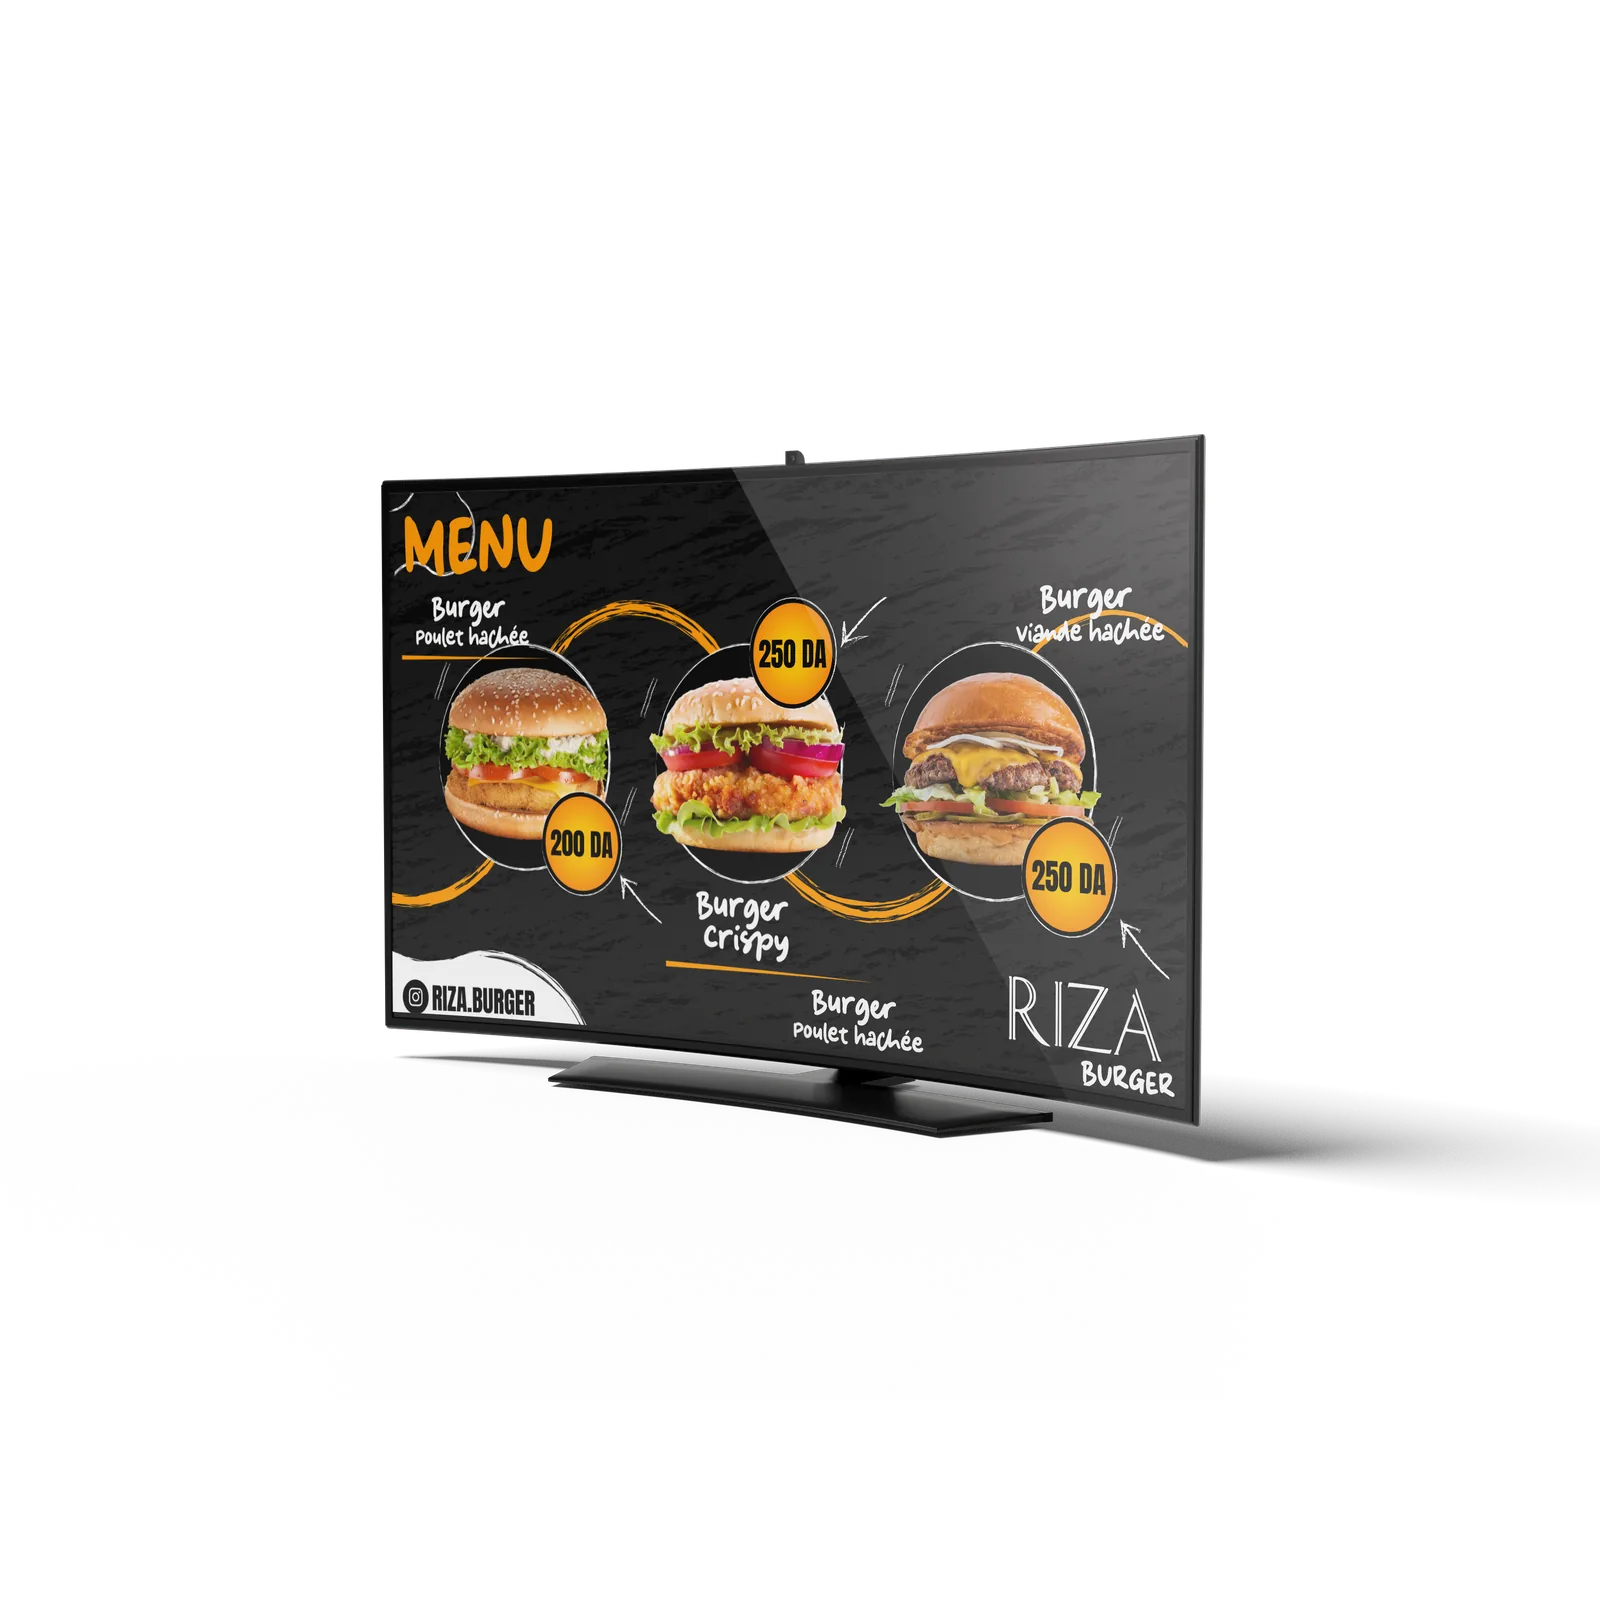 MENU
Burger
Poulet hachée
200 DA
250 DA
Burger
Crispy
Burger
viande hachée
250 DA
Burger
Poulet hachée
RIZA.BURGER
RIZA
BURGER